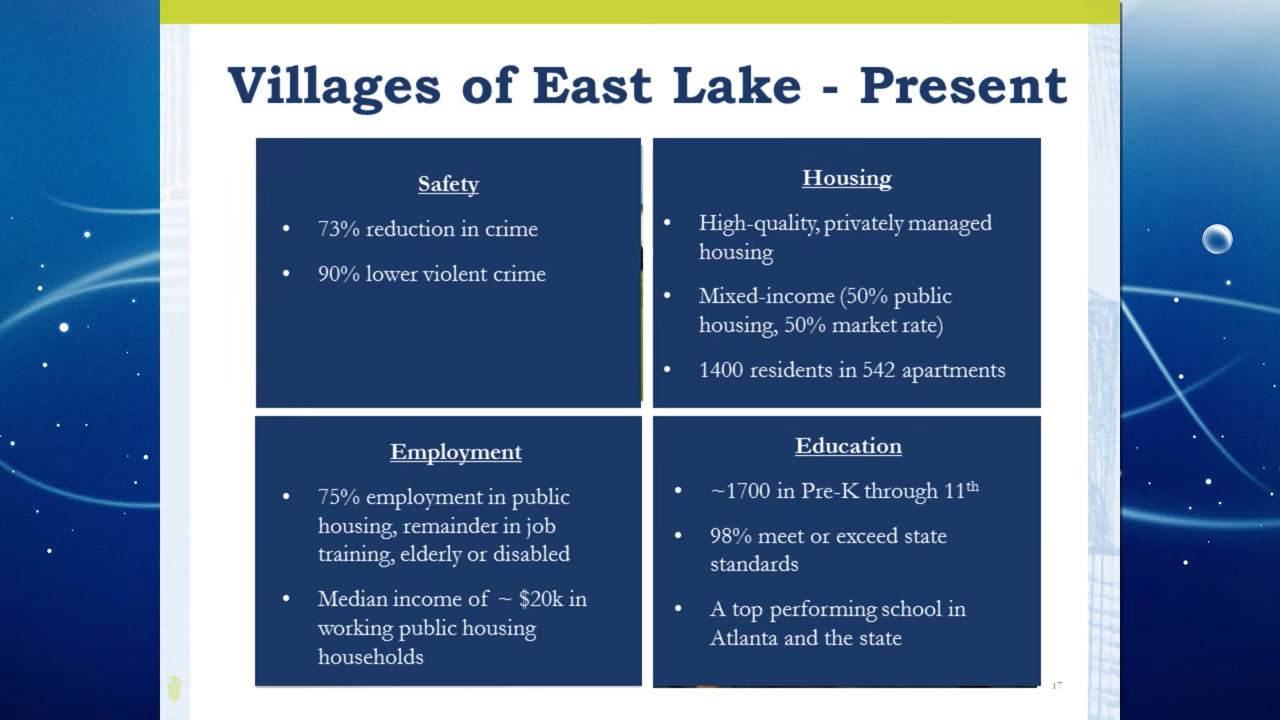 Villages of East Lake - Present
Safety
• 73% reduction in crime
• 90% lower violent crime
Housing
• High-quality, privately managed
housing
• Mixed-income (50% public
housing, 50% market rate)
• 1400 residents in 542 apartments
Employment
• 75% employment in public
housing, remainder in job
training, elderly or disabled
• Median income of ~ $20k in
working public housing
households
Education
• ~1700 in Pre-K through 11th
• 98% meet or exceed state
standards
• A top performing school in
Atlanta and the state
17